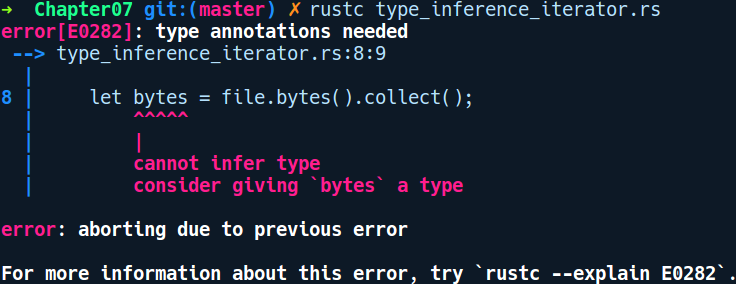 ➜  Chapter07 git:(master) ✗ rustc type_inference_iterator.rs
error[E0282]: type annotations needed
 --> type_inference_iterator.rs:8:9
  |
8 |     let bytes = file.bytes().collect();
  |         ^^^^^
  |         |
  |         cannot infer type
  |         consider giving `bytes` a type

error: aborting due to previous error

For more information about this error, try `rustc --explain E0282`.